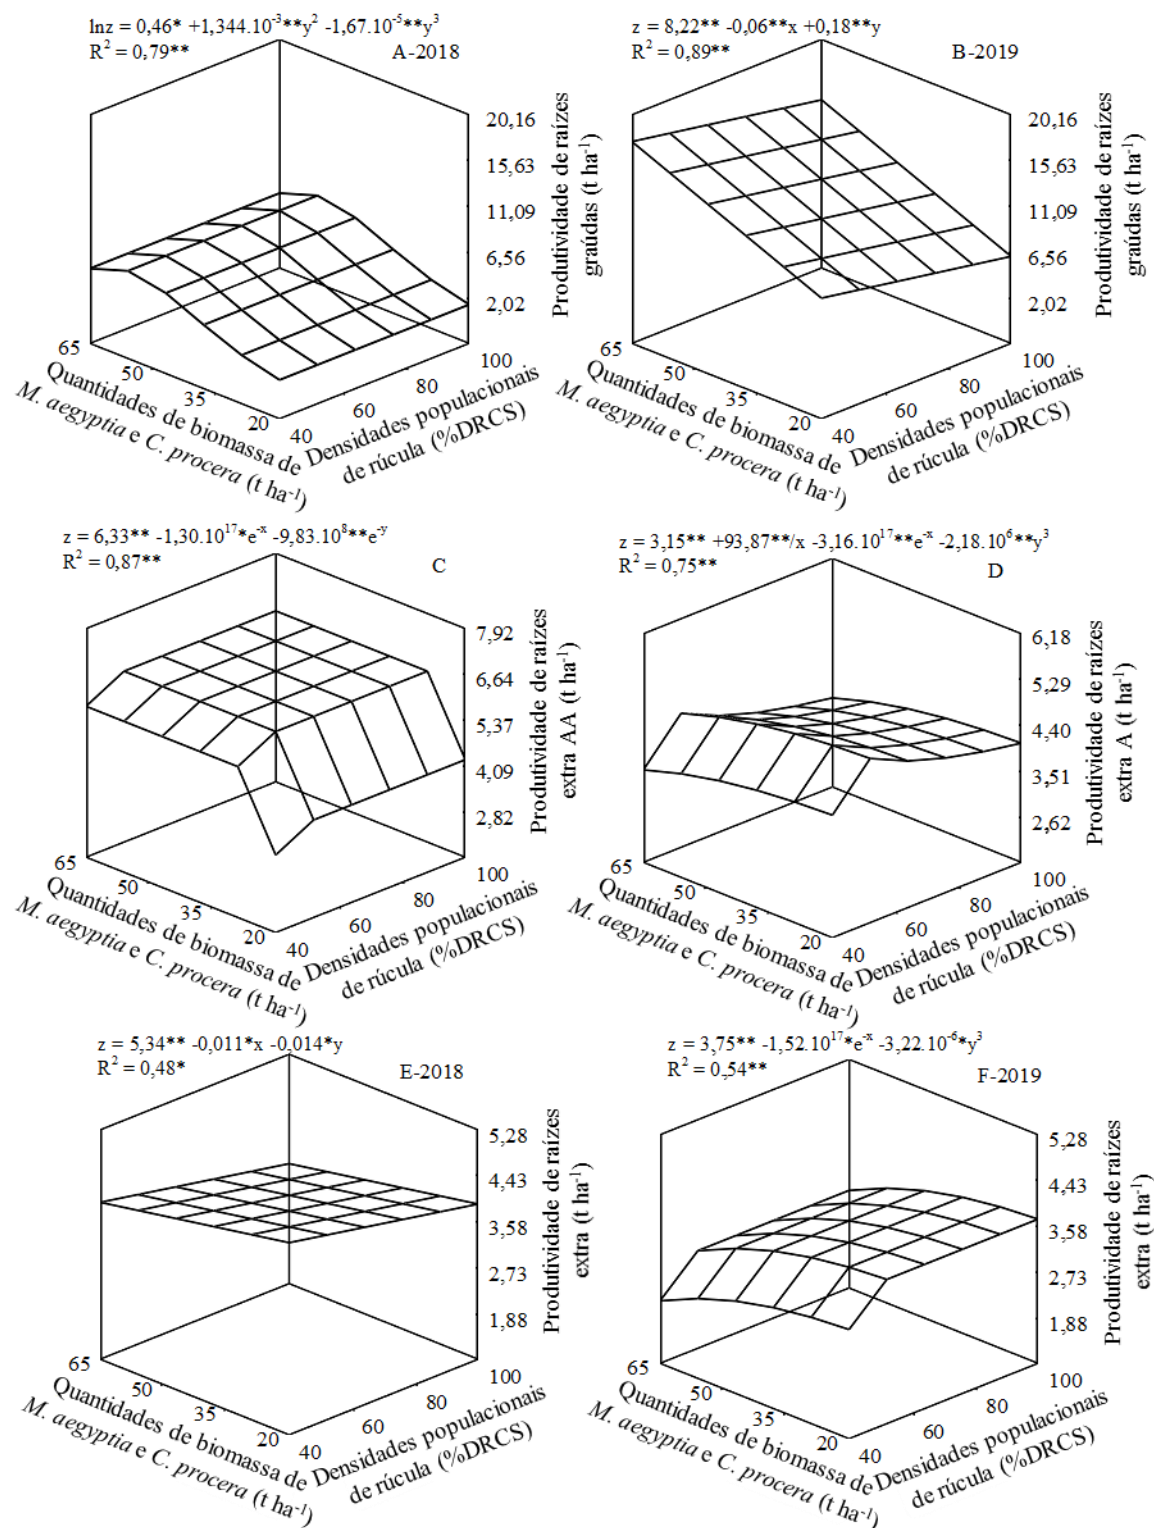 lnz = 0,46* +1,344.10⁻³**y² -1,67.10⁻⁵**y³
R² = 0,79**
A-2018
20,16
15,63
11,09
6,56
2,02
Produtividade de raízes
graúdas (t ha⁻¹)
65
50
35
20
40
60
80
100
Quantidades de biomassa de
M. aegyptia e C. procera (t ha⁻¹)
Densidades populacionais
de rúcula (%DRCS)
z = 8,22** -0,06**x +0,18**y
R² = 0,89**
B-2019
20,16
15,63
11,09
6,56
2,02
Produtividade de raízes
graúdas (t ha⁻¹)
65
50
35
20
40
60
80
100
Quantidades de biomassa de
M. aegyptia e C. procera (t ha⁻¹)
Densidades populacionais
de rúcula (%DRCS)
z = 6,33** -1,30.10¹⁷*e⁻ˣ -9,83.10⁸**e⁻ʸ
R² = 0,87**
C
7,92
6,64
5,37
4,09
2,82
Produtividade de raízes
extra AA (t ha⁻¹)
65
50
35
20
40
60
80
100
Quantidades de biomassa de
M. aegyptia e C. procera (t ha⁻¹)
Densidades populacionais
de rúcula (%DRCS)
z = 3,15** +93,87**/x -3,16.10¹⁷**e⁻ˣ -2,18.10⁶**y³
R² = 0,75**
D
6,18
5,29
4,40
3,51
2,62
Produtividade de raízes
extra A (t ha⁻¹)
65
50
35
20
40
60
80
100
Quantidades de biomassa de
M. aegyptia e C. procera (t ha⁻¹)
Densidades populacionais
de rúcula (%DRCS)
z = 5,34** -0,011*x -0,014*y
R² = 0,48*
E-2018
5,28
4,43
3,58
2,73
1,88
Produtividade de raízes
extra (t ha⁻¹)
65
50
35
20
40
60
80
100
Quantidades de biomassa de
M. aegyptia e C. procera (t ha⁻¹)
Densidades populacionais
de rúcula (%DRCS)
z = 3,75** -1,52.10¹⁷*e⁻ˣ -3,22.10⁻⁶*y³
R² = 0,54**
F-2019
5,28
4,43
3,58
2,73
1,88
Produtividade de raízes
extra (t ha⁻¹)
65
50
35
20
40
60
80
100
Quantidades de biomassa de
M. aegyptia e C. procera (t ha⁻¹)
Densidades populacionais
de rúcula (%DRCS)